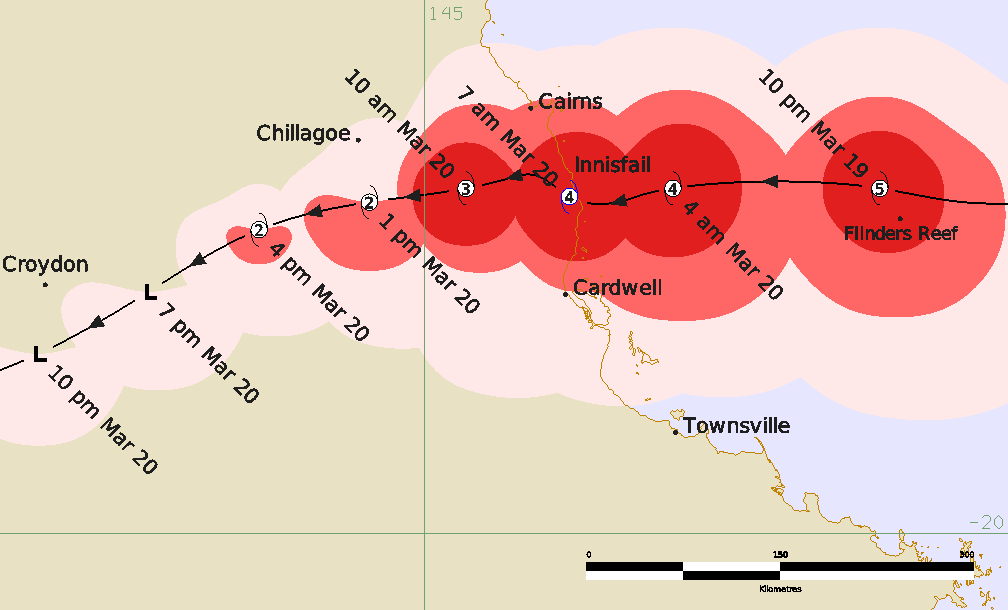 145
10 am Mar 20
7 am Mar 20
10 pm Mar 19
Cairns
Chillagoe
Innisfail
3
4
4
5
2
2
4 am Mar 20
Flinders Reef
1 pm Mar 20
4 pm Mar 20
Croydon
Cardwell
L
7 pm Mar 20
L
10 pm Mar 20
Townsville
-20
0 150 300
Kilometres